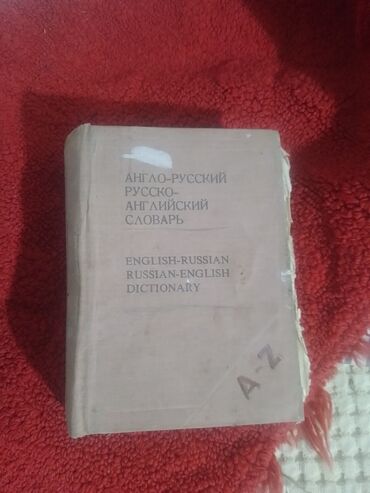 АНГЛО-РУССКИЙ
РУССКО-
АНГЛИЙСКИЙ
СЛОВАРЬ
ENGLISH-RUSSIAN
RUSSIAN-ENGLISH
DICTIONARY
A-Z